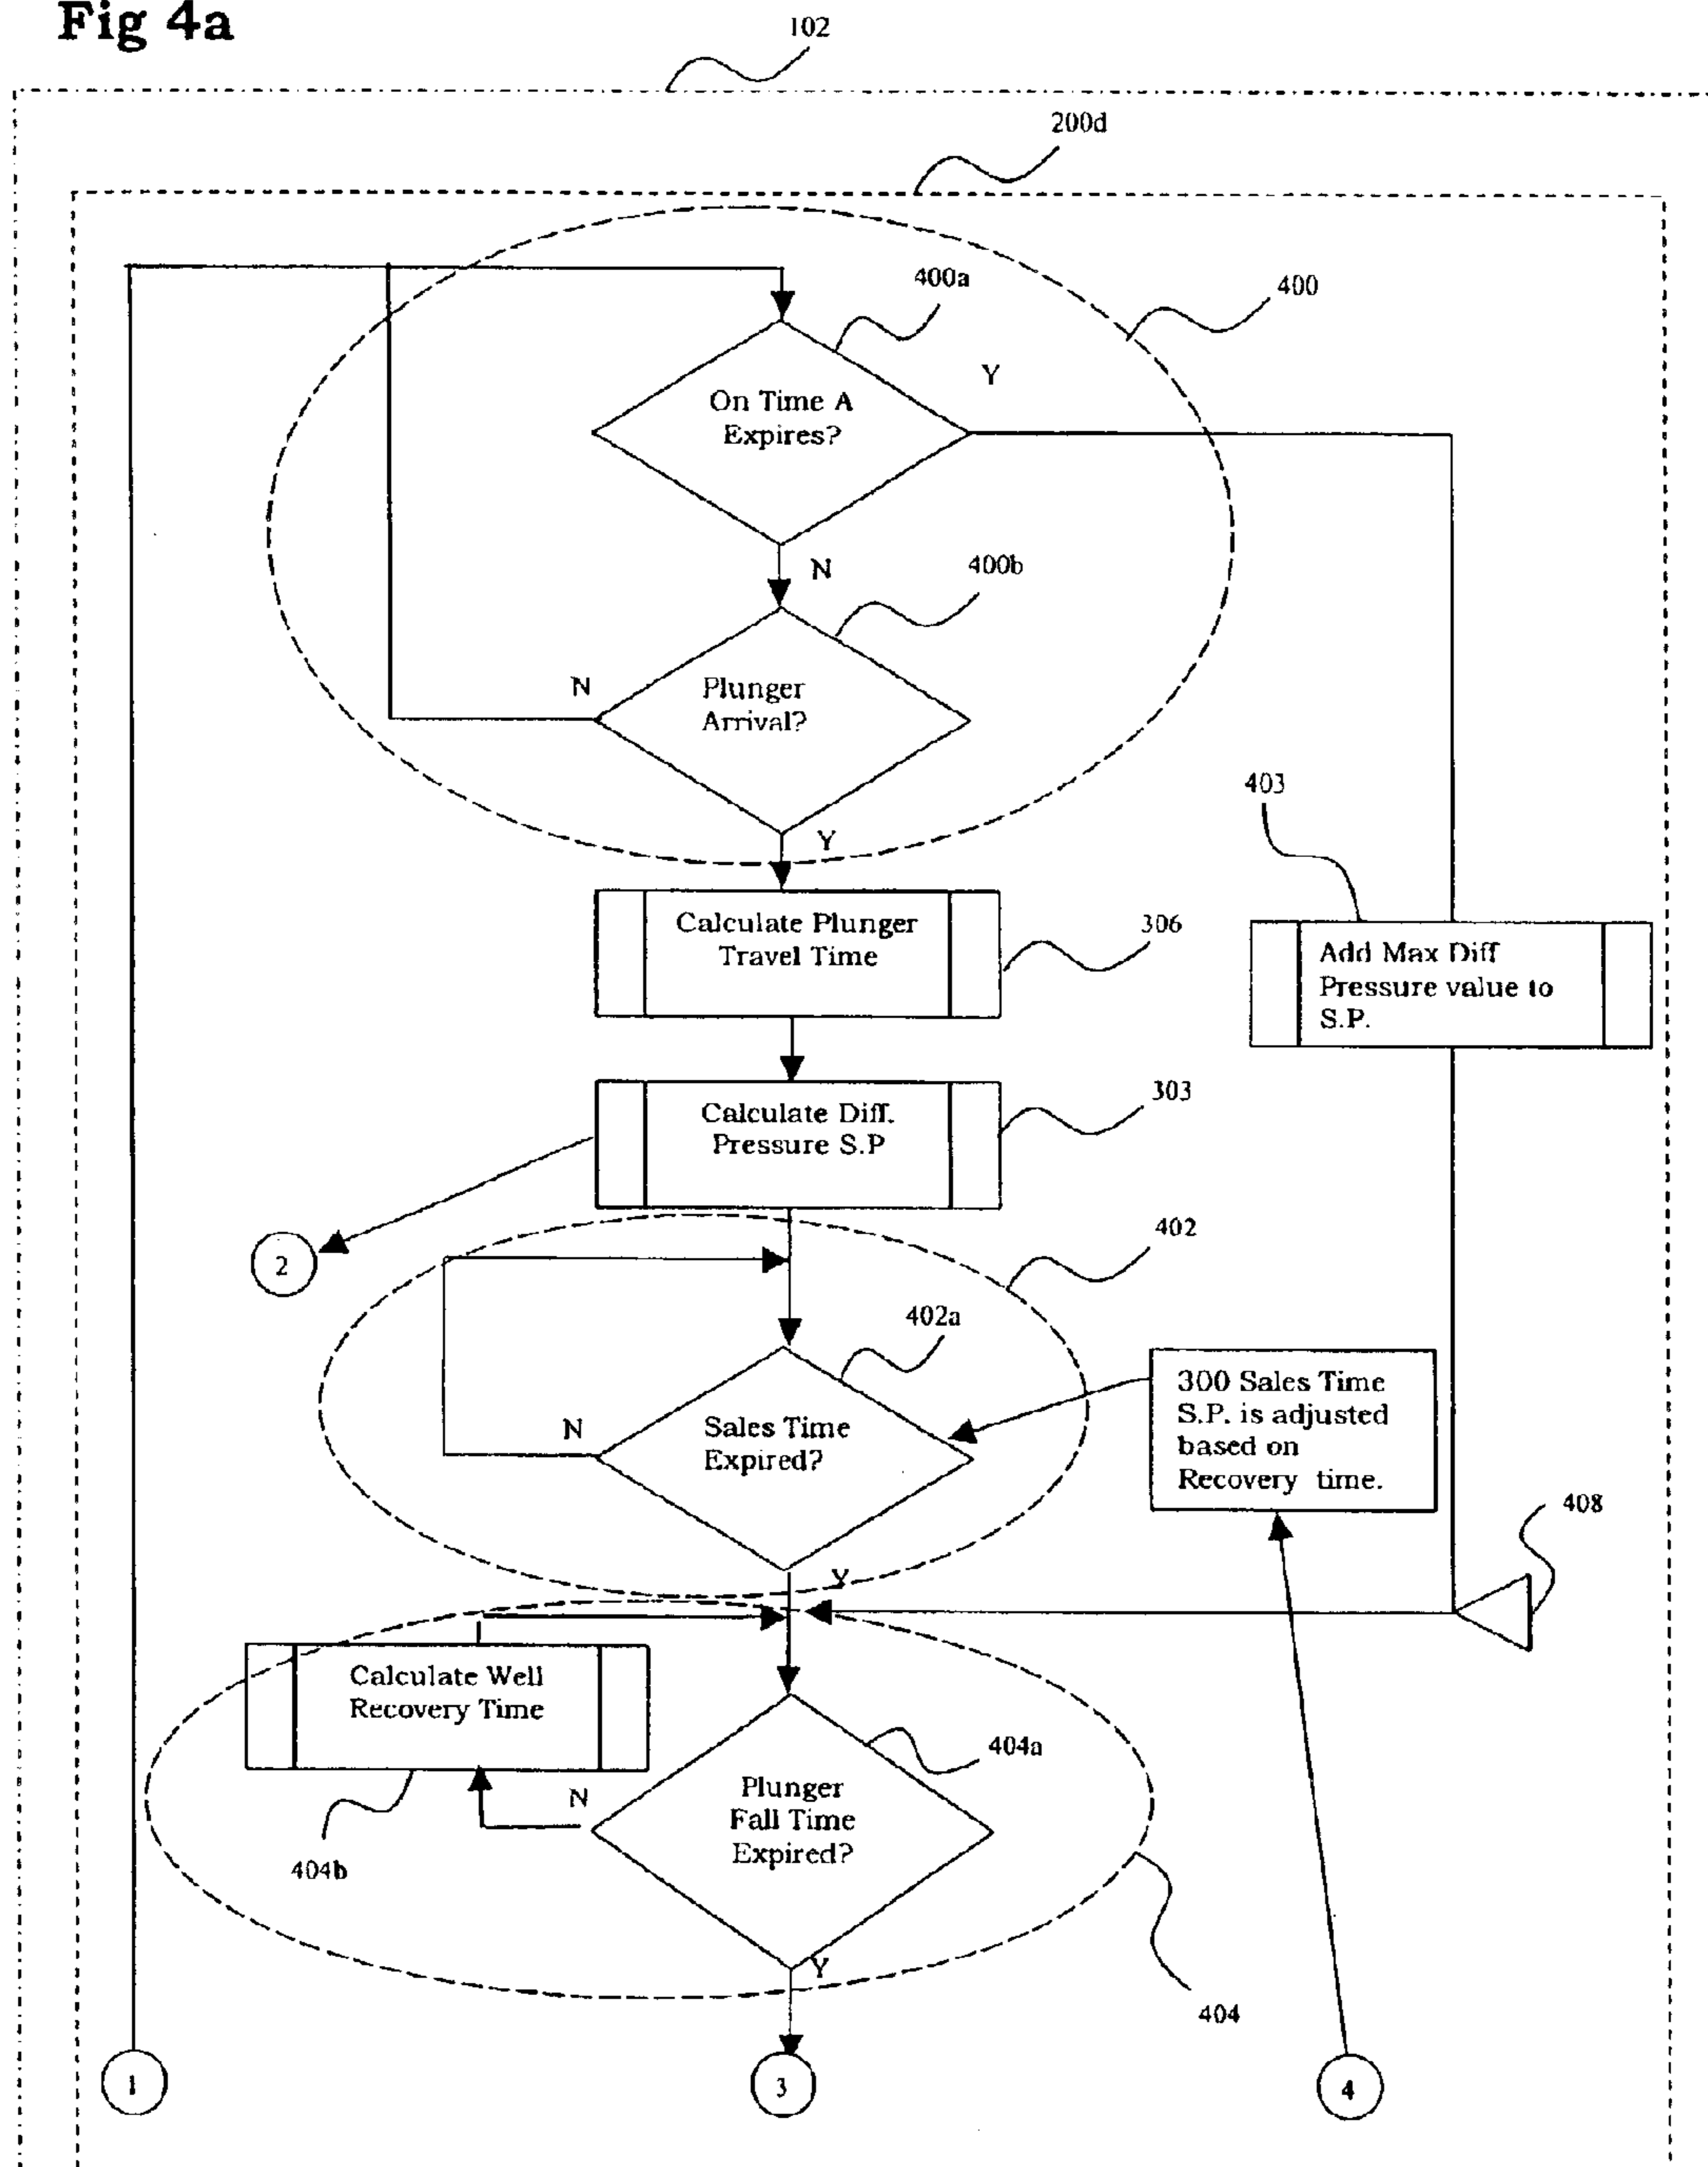 Fig 4a
102
200d
400a
400
Y
On Time A
Expires?
N
400b
N
Plunger
Arrival?
Y
403
Calculate Plunger
Travel Time
306
Add Max Diff
Pressure value to
S.P.
Calculate Diff.
Pressure S.P
303
2
402
402a
N
Sales Time
Expired?
300 Sales Time
S.P. is adjusted
based on
Recovery time.
408
Y
Calculate Well
Recovery Time
404a
N
Plunger
Fall Time
Expired?
404b
Y
404
1
3
4